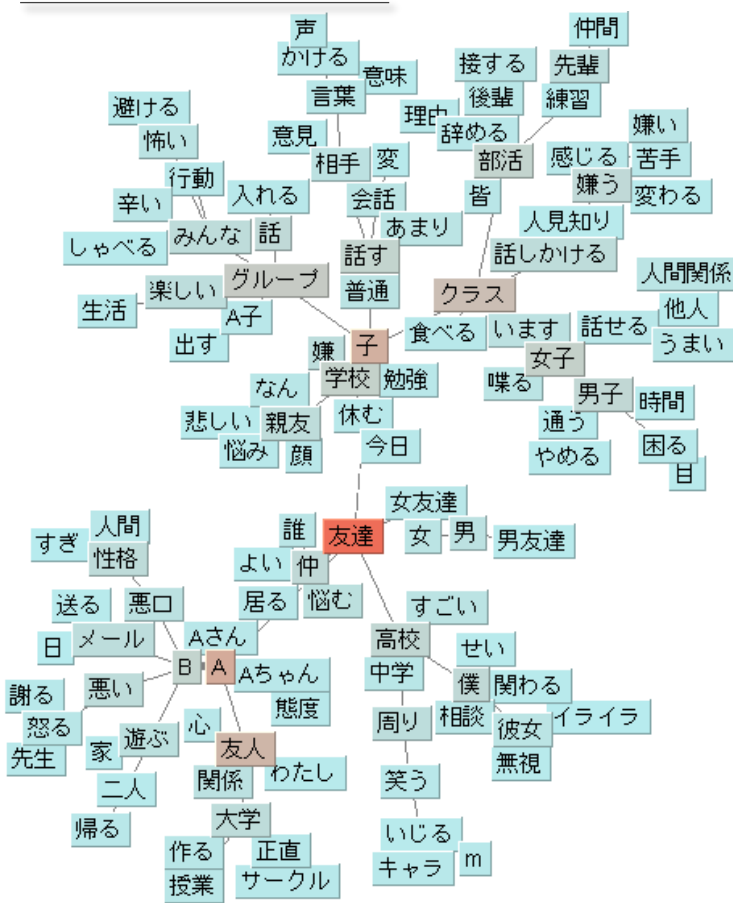 声
仲間
かける
接する
先輩
言葉
意味
後輩
練習
避ける
理由
辞める
嫌い
怖い
意見
部活
感じる
苦手
行動
相手
変
嫌う
変わる
辛い
入れる
会話
皆
みんな
話
あまり
人見知り
しゃべる
話す
話しかける
楽しい
グループ
普通
クラス
人間関係
生活
A子
食べる
います
話せる
他人
出す
嫌
子
女子
うまい
学校
勉強
なん
喋る
男子
時間
悲しい
親友
休む
通う
悩み
顔
今日
やめる
困る
目
女友達
人間
誰
友達
女
男
男友達
すぎ
性格
よい
仲
送る
悪口
居る
悩む
すごい
日
メール
Aさん
高校
せい
B
A
Aちゃん
中学
僕
関わる
謝る
悪い
態度
相談
イライラ
怒る
遊ぶ
心
周り
彼女
先生
家
友人
わたし
無視
二人
関係
笑う
帰る
大学
いじる
作る
正直
キャラ
m
授業
サークル